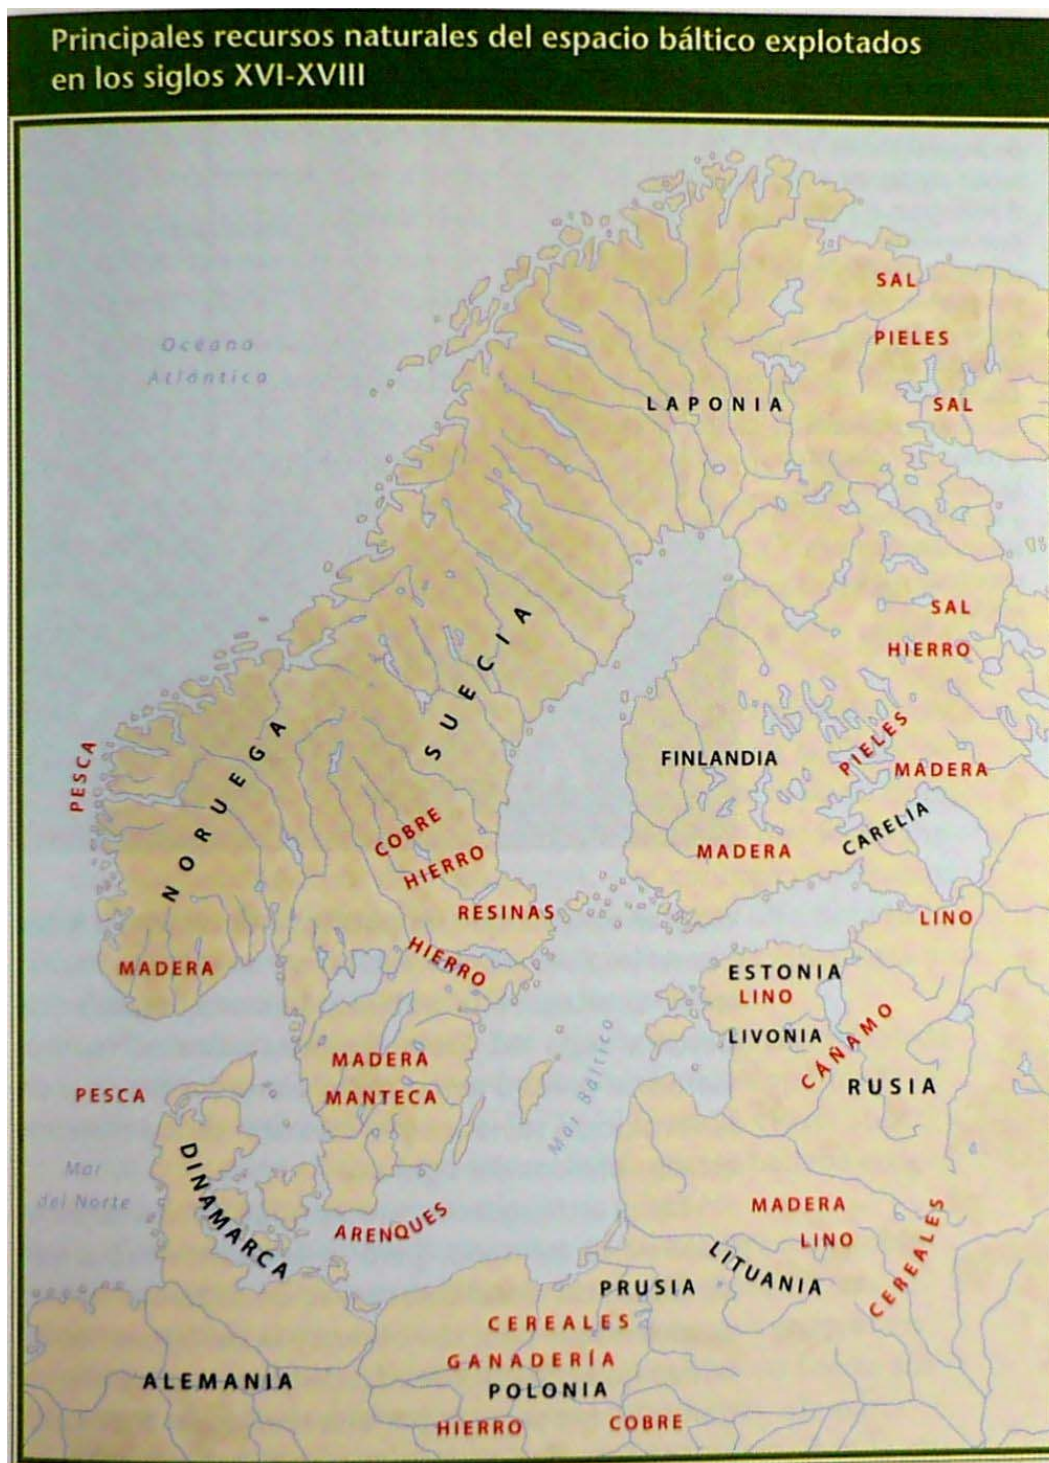 Principales recursos naturales del espacio báltico explotados
en los siglos XVI-XVIII
SAL
Océano
Atlántico
PIELES
LAPONIA
SAL
SAL
HIERRO
SUECIA
NORUEGA
PESCA
FINLANDIA
PIELES
MADERA
COBRE
CARELIA
MADERA
HIERRO
RESINAS
LINO
HIERRO
MADERA
ESTONIA
LINO
LIVONIA
CÁÑAMO
MADERA
RUSIA
PESCA
MANTECA
Mar Báltico
Mar
del Norte
DINAMARCA
MADERA
ARENQUES
LINO
CEREALES
LITUANIA
PRUSIA
CEREALES
GANADERÍA
ALEMANIA
POLONIA
HIERRO
COBRE